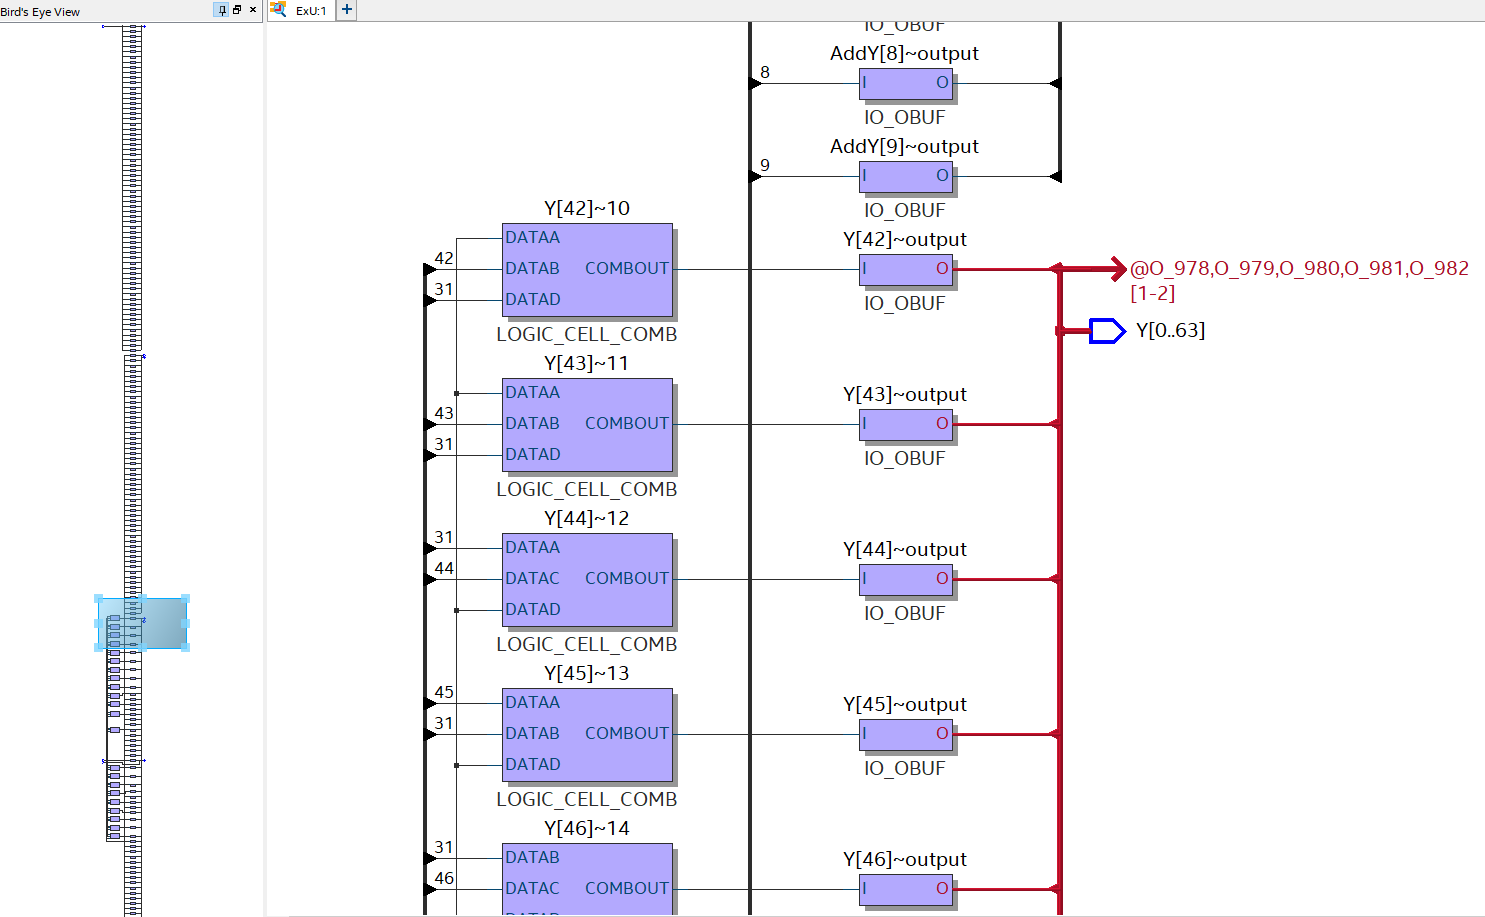 Bird's Eye View
ExU:1
IO_OBUF
AddY[8]~output
8
I O
IO_OBUF
AddY[9]~output
9
I O
IO_OBUF
Y[42]~10
DATAA
42
DATAB COMBOUT
31
DATAD
LOGIC_CELL_COMB
Y[42]~output
I O
IO_OBUF
@O_978,O_979,O_980,O_981,O_982
[1-2]
Y[0..63]
Y[43]~11
DATAA
43
DATAB COMBOUT
31
DATAD
LOGIC_CELL_COMB
Y[43]~output
I O
IO_OBUF
Y[44]~12
31
DATAA
44
DATAC COMBOUT
DATAD
LOGIC_CELL_COMB
Y[44]~output
I O
IO_OBUF
Y[45]~13
45
DATAA
31
DATAB COMBOUT
DATAD
LOGIC_CELL_COMB
Y[45]~output
I O
IO_OBUF
Y[46]~14
31
DATAB
46
DATAC COMBOUT
DATAD
Y[46]~output
I O